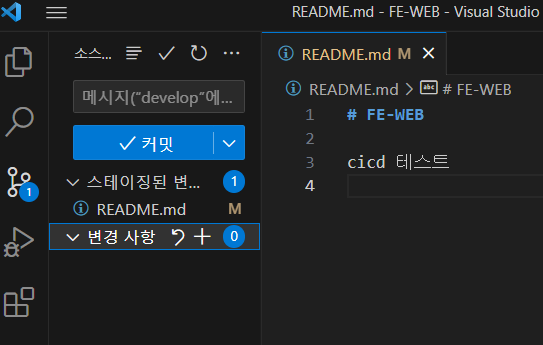 README.md - FE-WEB - Visual Studio
소스...
메시지("develop"에...
커밋
스테이징된 변... 1
README.md M
변경 사항 0
1
README.md M
README.md > # FE-WEB
1 # FE-WEB
2
3 cicd 테스트
4